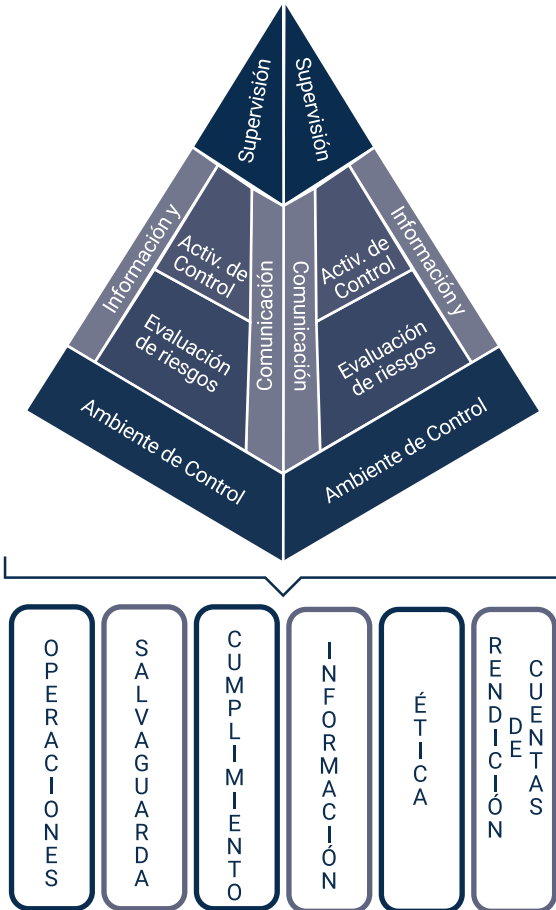 Supervisión
Supervisión
Información y
Activ. de
Control
Comunicación
Comunicación
Activ. de
Control
Información y
Evaluación
de riesgos
Evaluación
de riesgos
Ambiente de Control
Ambiente de Control
OPERACIONES
SALVAGUARDA
CUMPLIMIENTO
INFORMACIÓN
ÉTICA
RENDICIÓN
DE
CUENTAS